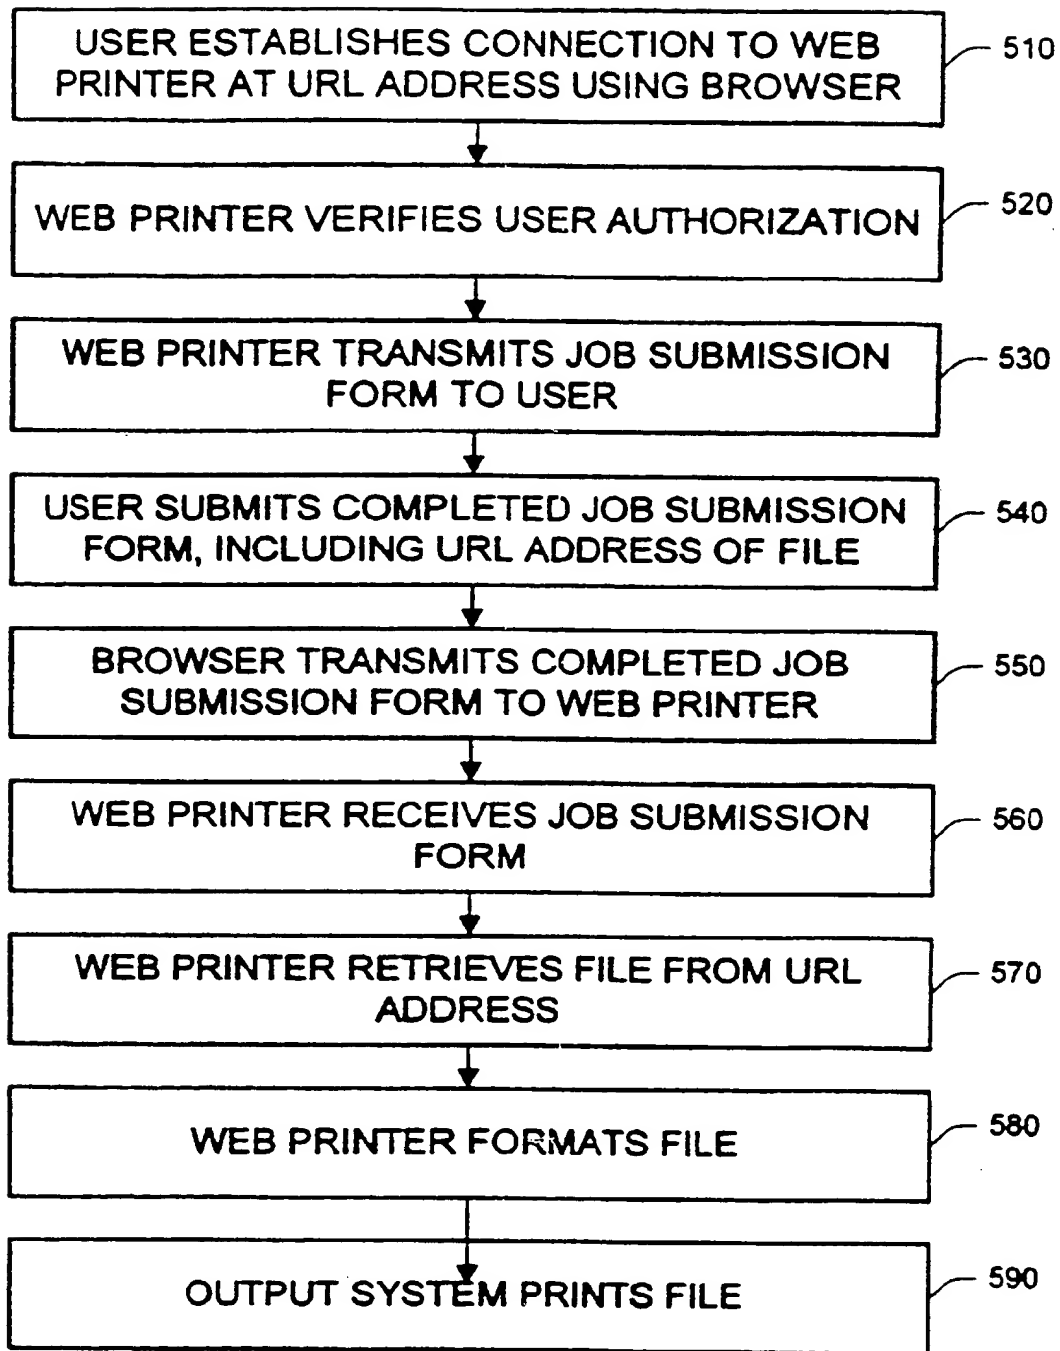 USER ESTABLISHES CONNECTION TO WEB
PRINTER AT URL ADDRESS USING BROWSER
510
WEB PRINTER VERIFIES USER AUTHORIZATION
520
WEB PRINTER TRANSMITS JOB SUBMISSION
FORM TO USER
530
USER SUBMITS COMPLETED JOB SUBMISSION
FORM, INCLUDING URL ADDRESS OF FILE
540
BROWSER TRANSMITS COMPLETED JOB
SUBMISSION FORM TO WEB PRINTER
550
WEB PRINTER RECEIVES JOB SUBMISSION
FORM
560
WEB PRINTER RETRIEVES FILE FROM URL
ADDRESS
570
WEB PRINTER FORMATS FILE
580
OUTPUT SYSTEM PRINTS FILE
590